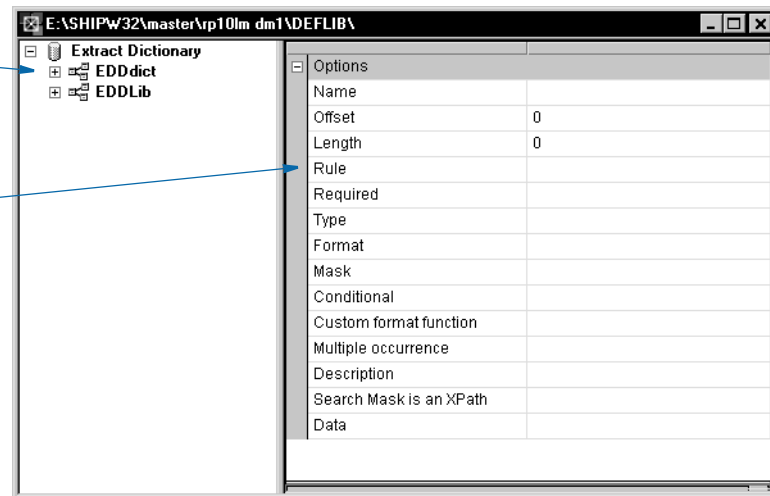 E:\SHIPW32\master\rp10lm dm1\DEFLIB\
Extract Dictionary
EDDdict
EDDLib
Options
Name
Offset 0
Length 0
Rule
Required
Type
Format
Mask
Conditional
Custom format function
Multiple occurrence
Description
Search Mask is an XPath
Data